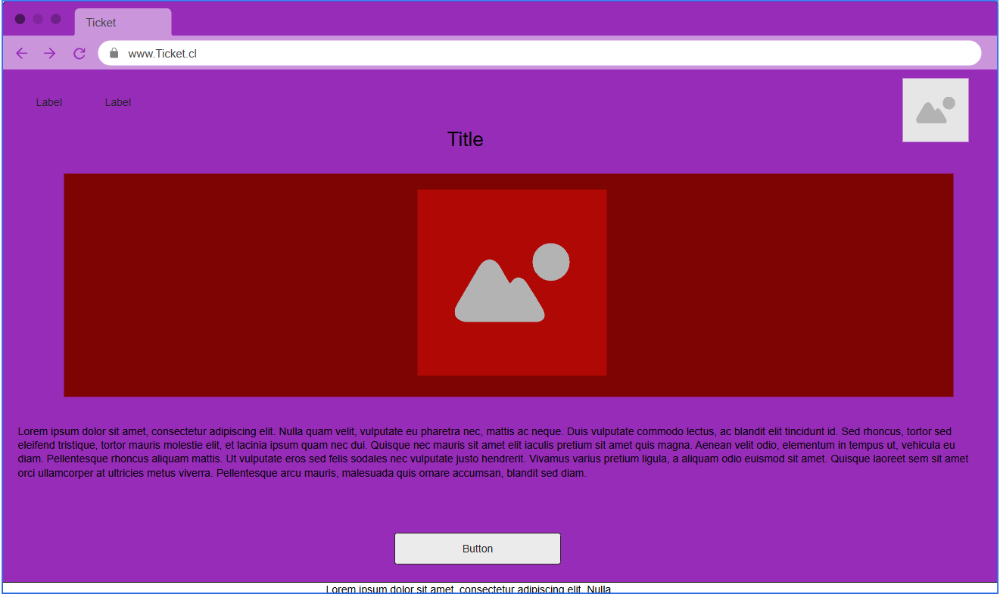 Ticket
www.Ticket.cl
Label Label
Title
Lorem ipsum dolor sit amet, consectetur adipiscing elit. Nulla quam velit, vulputate eu pharetra nec, mattis ac neque. Duis vulputate commodo lectus, ac blandit elit tincidunt id. Sed rhoncus, tortor sed
eleifend tristique, tortor mauris molestie elit, et lacinia ipsum quam nec dui. Quisque nec mauris sit amet elit iaculis pretium sit amet quis magna. Aenean velit odio, elementum in tempus ut, vehicula eu
diam. Pellentesque rhoncus aliquam mattis. Ut vulputate eros sed felis sodales nec vulputate justo hendrerit. Vivamus varius pretium ligula, a aliquam odio euismod sit amet. Quisque laoreet sem sit amet
orci ullamcorper at ultricies metus viverra. Pellentesque arcu mauris, malesuada quis ornare accumsan, blandit sed diam.
Button
Lorem ipsum dolor sit amet, consectetur adipiscing elit. Nulla